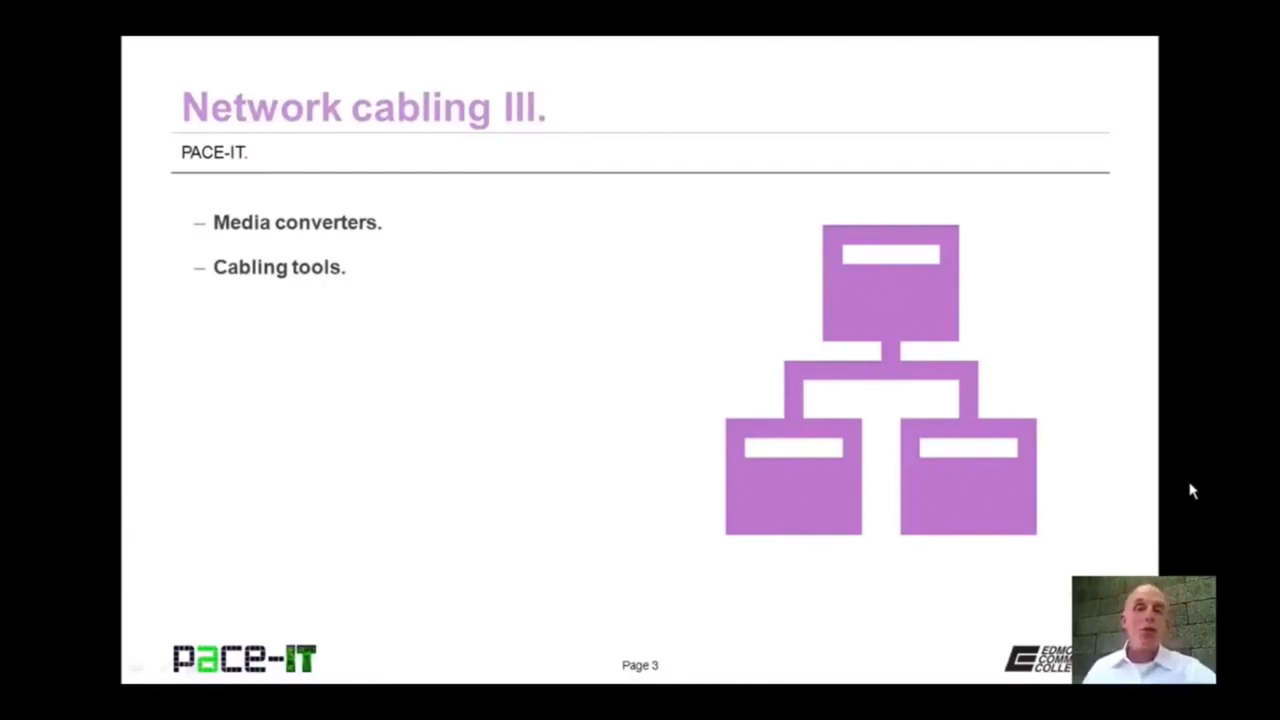 Network cabling III.
PACE-IT.
– Media converters.
– Cabling tools.
pace-IT
Page 3